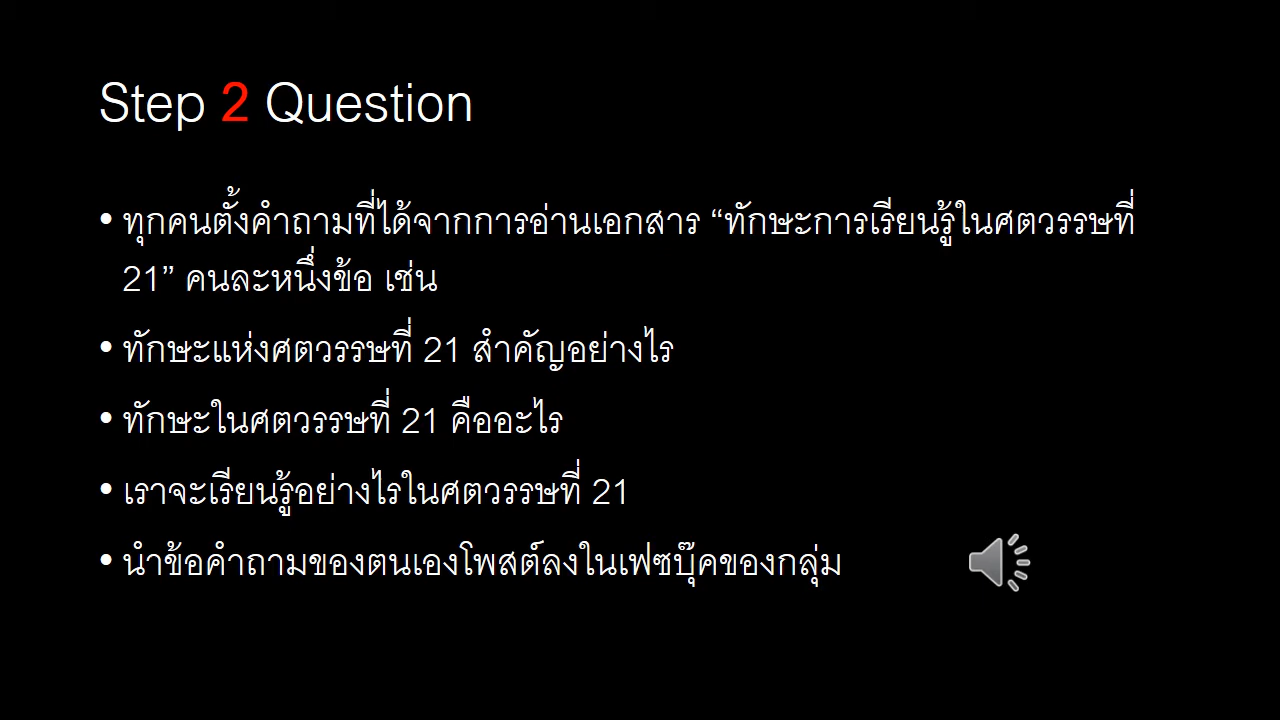 Step 2 Question
• ทุกคนตั้งคำถามที่ได้จากการอ่านเอกสาร “ทักษะการเรียนรู้ในศตวรรษที่
21” คนละหนึ่งข้อ เช่น
• ทักษะแห่งศตวรรษที่ 21 สำคัญอย่างไร
• ทักษะในศตวรรษที่ 21 คืออะไร
• เราจะเรียนรู้อย่างไรในศตวรรษที่ 21
• นำข้อคำถามของตนเองโพสต์ลงในเฟซบุ๊คของกลุ่ม